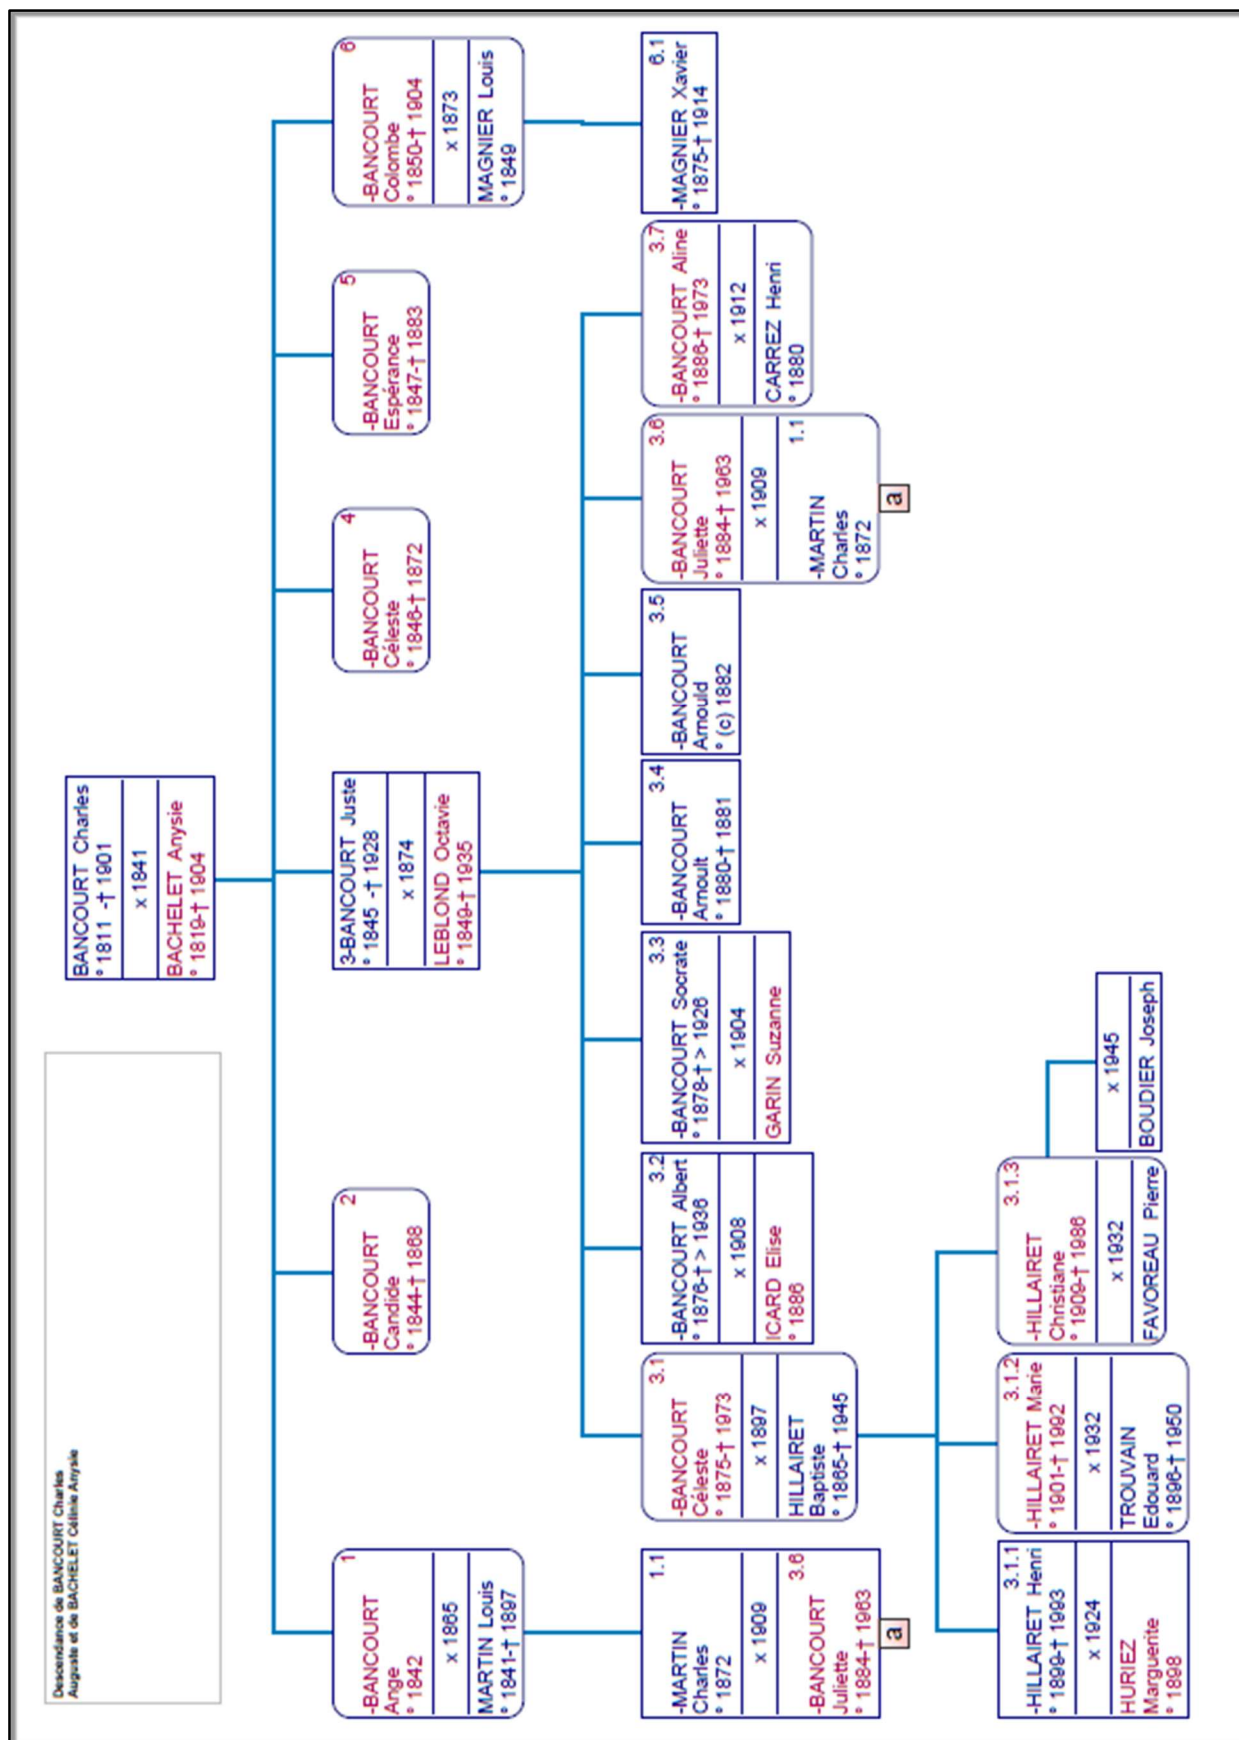 Descendance de BANCOURT Charles
Auguste et de BACHELET Célinie Anysie
BANCOURT Charles
° 1811 -† 1901
x 1841
BACHELET Anysie
° 1819-† 1904
1
-BANCOURT
Ange
° 1842
x 1865
MARTIN Louis
° 1841-† 1897
2
-BANCOURT
Candide
° 1844-† 1868
3-BANCOURT Juste
° 1845 -† 1928
x 1874
LEBLOND Octavie
° 1849-† 1935
4
-BANCOURT
Céleste
° 1846-† 1872
5
-BANCOURT
Espérance
° 1847-† 1883
6
-BANCOURT
Colombe
° 1850-† 1904
x 1873
MAGNIER Louis
° 1849
1.1
-MARTIN
Charles
° 1872
x 1909
3.6
-BANCOURT
Juliette
° 1884-† 1963
a
3.1
-BANCOURT
Céleste
° 1875-† 1973
x 1897
HILLAIRET
Baptiste
° 1865-† 1945
3.2
-BANCOURT Albert
° 1876-† > 1936
x 1908
ICARD Elise
° 1886
3.3
-BANCOURT Socrate
° 1878-† > 1926
x 1904
GARIN Suzanne
3.4
-BANCOURT
Arnoult
° 1880-† 1881
3.5
-BANCOURT
Arnould
° (c) 1882
3.6
-BANCOURT
Juliette
° 1884-† 1963
x 1909
1.1
-MARTIN
Charles
° 1872
a
3.7
-BANCOURT Aline
° 1886-† 1973
x 1912
CARREZ Henri
° 1880
6.1
-MAGNIER Xavier
° 1875-† 1914
3.1.1
-HILLAIRET Henri
° 1899-† 1993
x 1924
HURIEZ
Marguerite
° 1898
3.1.2
-HILLAIRET Marie
° 1901-† 1992
x 1932
TROUVAIN
Edouard
° 1896-† 1950
3.1.3
-HILLAIRET
Christiane
° 1909-† 1986
x 1932
FAVOREAU Pierre
x 1945
BOUDIER Joseph